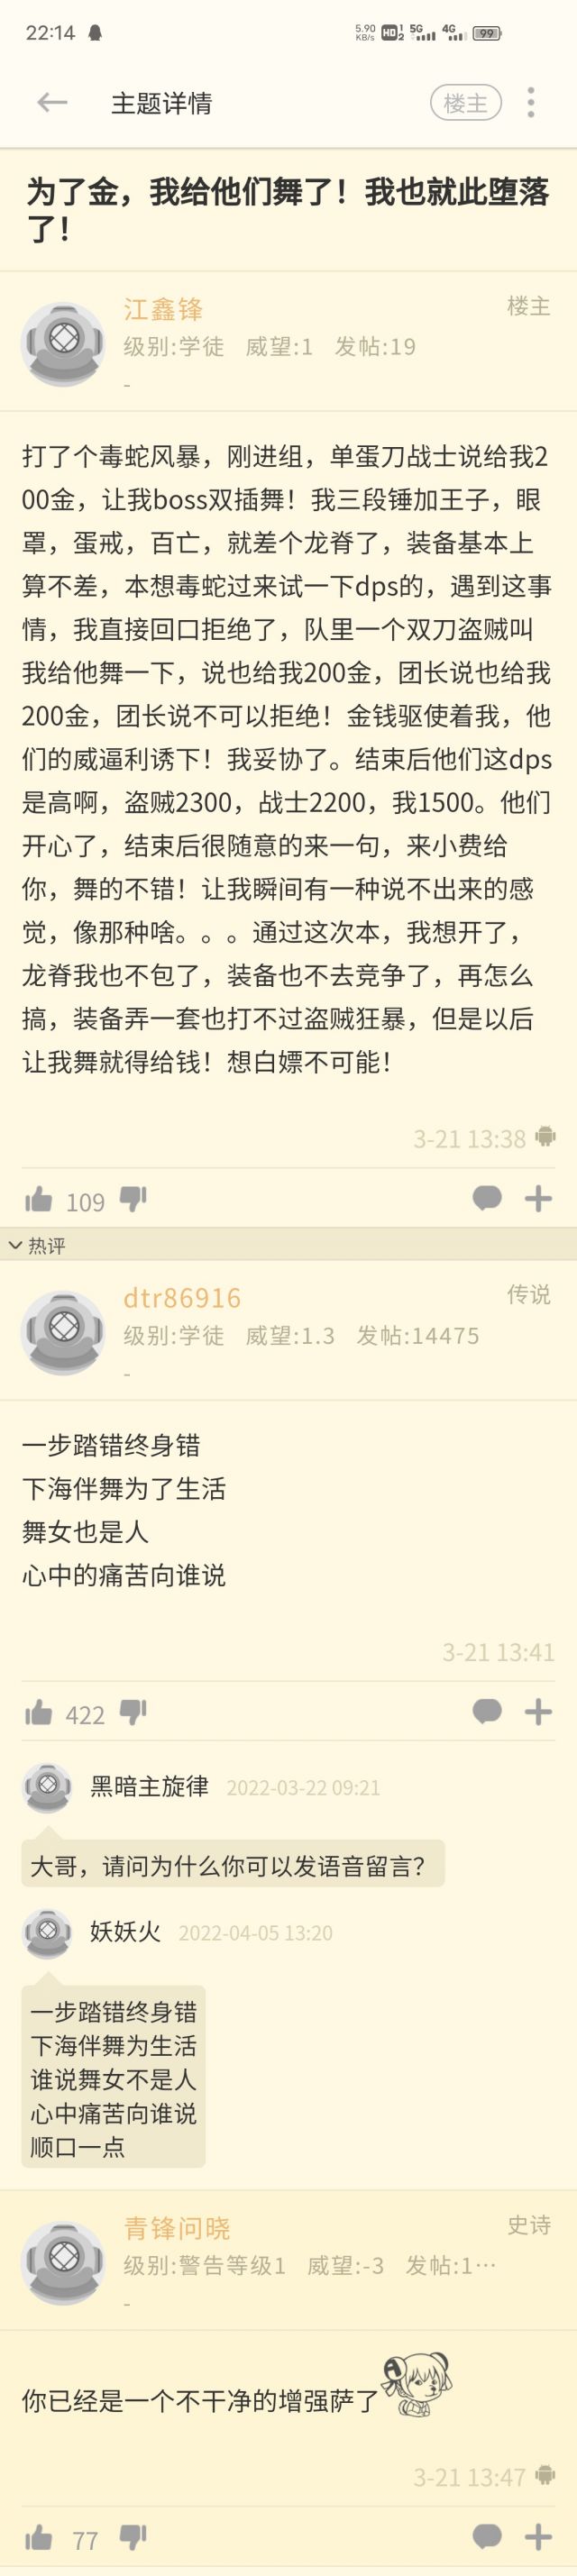 22:14
5.90 KB/s HD 1 2 5G 4G 99
主题详情
楼主
为了金，我给他们舞了！我也就此堕落
了！
江鑫锋
楼主
级别:学徒 威望:1 发帖:19
-
打了个毒蛇风暴，刚进组，单蛋刀战士说给我2
00金，让我boss双插舞！我三段锤加王子，眼
罩，蛋戒，百亡，就差个龙脊了，装备基本上
算不差，本想毒蛇过来试一下dps的，遇到这事
情，我直接回口拒绝了，队里一个双刀盗贼叫
我给他舞一下，说也给我200金，团长说也给我
200金，团长说不可以拒绝！金钱驱使着我，他
们的威逼利诱下！我妥协了。结束后他们这dps
是高啊，盗贼2300，战士2200，我1500。他们
开心了，结束后很随意的来一句，来小费给
你，舞的不错！让我瞬间有一种说不出来的感
觉，像那种啥。。。通过这次本，我想开了，
龙脊我也不包了，装备也不去竞争了，再怎么
搞，装备弄一套也打不过盗贼狂暴，但是以后
让我舞就得给钱！想白嫖不可能！
3-21 13:38
109
热评
dtr86916
传说
级别:学徒 威望:1.3 发帖:14475
-
一步踏错终身错
下海伴舞为了生活
舞女也是人
心中的痛苦向谁说
3-21 13:41
422
黑暗主旋律 2022-03-22 09:21
大哥，请问为什么你可以发语音留言？
妖妖火 2022-04-05 13:20
一步踏错终身错
下海伴舞为生活
谁说舞女不是人
心中痛苦向谁说
顺口一点
青锋问晓
史诗
级别:警告等级1 威望:-3 发帖:1…
-
你已经是一个不干净的增强萨了
3-21 13:47
77